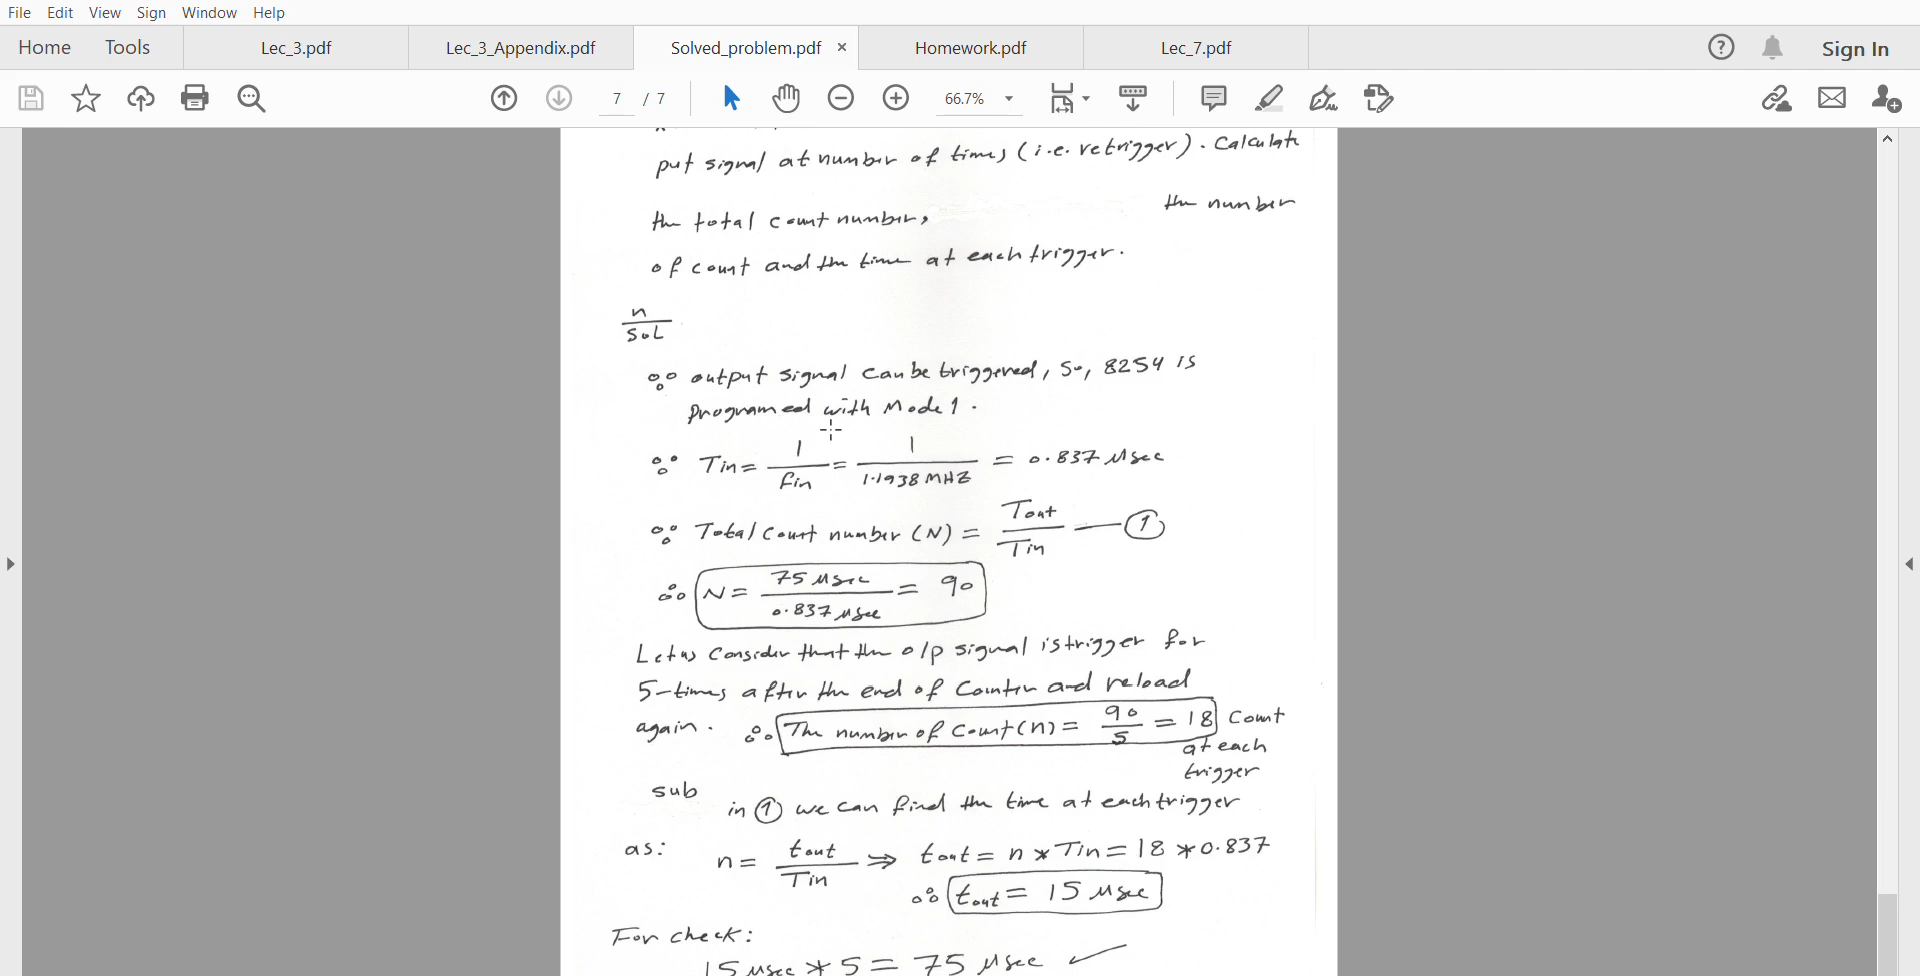 File Edit View Sign Window Help
Home Tools Lec_3.pdf Lec_3_Appendix.pdf Solved_problem.pdf × Homework.pdf Lec_7.pdf ? Sign In
7 / 7 66.7%
put signal at number of times (i.e. retrigger). Calculate
the total count number, the number
of count and the time at each trigger.
n
SOL
∵ output signal can be triggered, So, 8254 is
Programed with Mode 1.
∵ Tin = 1/fin = 1/1.1938 MHZ = 0.837 Msec
∵ Total Count number (N) = Tout/Tin — ①
∴ N = 75 Msec/0.837 Msec = 90
Let us Consider that the o/p signal is trigger for
5-times after the end of Counter and reload
again. ∴ The number of Count (n) = 90/5 = 18 Count
at each
trigger
sub in ① we can find the time at each trigger
as: n = tout/Tin ⇒ tout = n * Tin = 18 * 0.837
∴ tout = 15 Msec
For check:
15 Msec * 5 = 75 Msec ✓